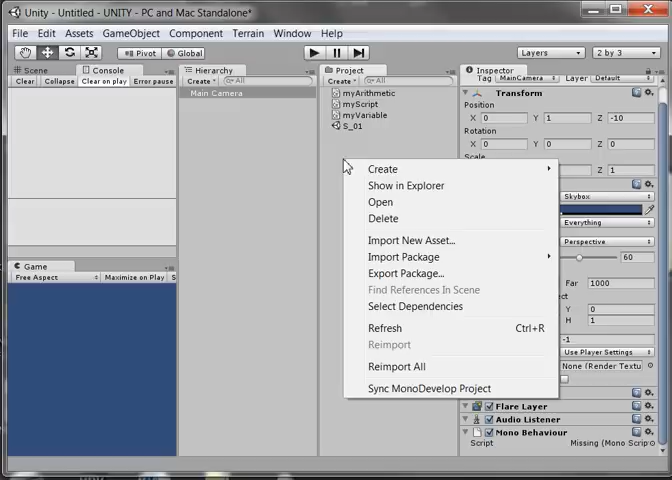 Unity - Untitled - UNITY - PC and Mac Standalone*
File Edit Assets GameObject Component Terrain Window Help
Pivot Global Layers 2 by 3
Scene Console
Clear Collapse Clear on play Error pause
Hierarchy
Create All
Main Camera
Project
Create All
myArithmetic
myScript
myVariable
S_01
Create
Show in Explorer
Open
Delete
Import New Asset...
Import Package
Export Package...
Find References In Scene
Select Dependencies
Refresh Ctrl+R
Reimport
Reimport All
Sync MonoDevelop Project
Game
Free Aspect Maximize on Play
Inspector
Tag MainCamera Layer Default
Transform
Position
X 0 Y 1 Z -10
Rotation
X 0 Y 0 Z 0
Scale
Z 1
Skybox
Everything
Perspective
60
Far 1000
Y 0
H 1
-1
Use Player Settings
None (Render Textu
Flare Layer
Audio Listener
Mono Behaviour
Script Missing (Mono Scrip